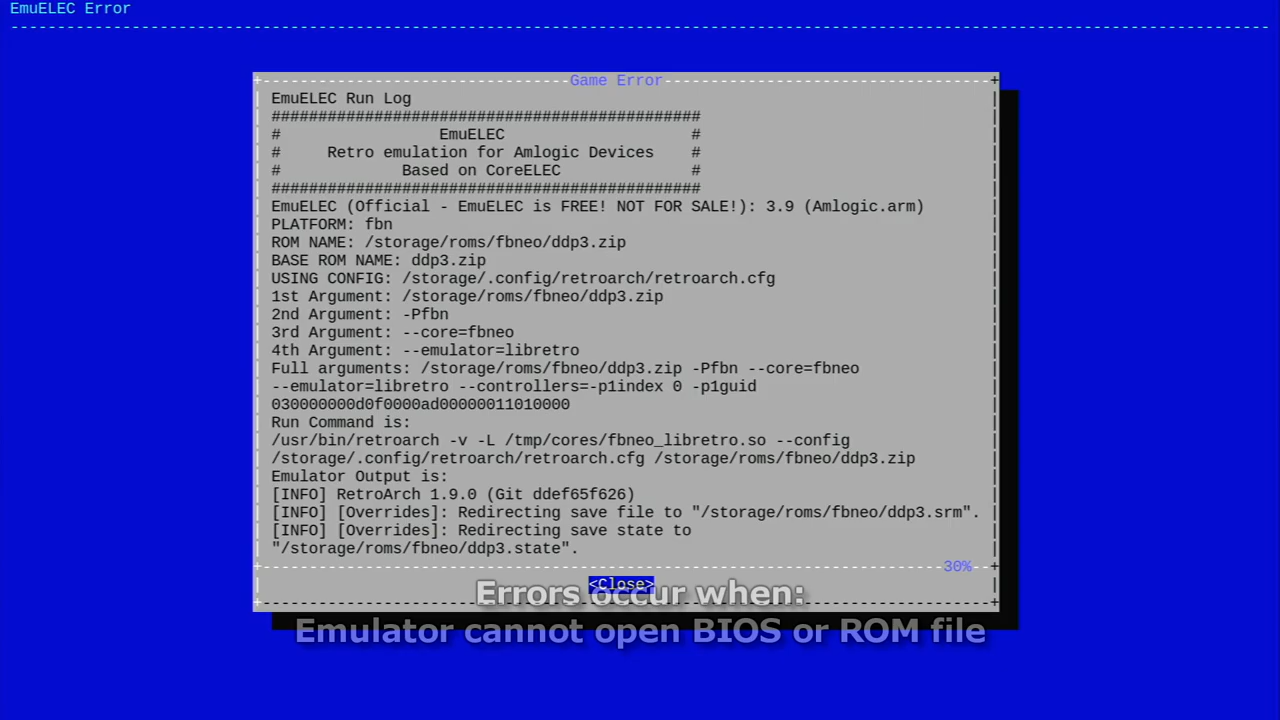 EmuELEC Error
Game Error
EmuELEC Run Log
##############################################
# EmuELEC #
# Retro emulation for Amlogic Devices #
# Based on CoreELEC #
##############################################
EmuELEC (Official - EmuELEC is FREE! NOT FOR SALE!): 3.9 (Amlogic.arm)
PLATFORM: fbn
ROM NAME: /storage/roms/fbneo/ddp3.zip
BASE ROM NAME: ddp3.zip
USING CONFIG: /storage/.config/retroarch/retroarch.cfg
1st Argument: /storage/roms/fbneo/ddp3.zip
2nd Argument: -Pfbn
3rd Argument: --core=fbneo
4th Argument: --emulator=libretro
Full arguments: /storage/roms/fbneo/ddp3.zip -Pfbn --core=fbneo
--emulator=libretro --controllers=-p1index 0 -p1guid
030000000d0f0000ad00000011010000
Run Command is:
/usr/bin/retroarch -v -L /tmp/cores/fbneo_libretro.so --config
/storage/.config/retroarch/retroarch.cfg /storage/roms/fbneo/ddp3.zip
Emulator Output is:
[INFO] RetroArch 1.9.0 (Git ddef65f626)
[INFO] [Overrides]: Redirecting save file to "/storage/roms/fbneo/ddp3.srm".
[INFO] [Overrides]: Redirecting save state to
"/storage/roms/fbneo/ddp3.state".
30%
<Close>
Errors occur when:
Emulator cannot open BIOS or ROM file